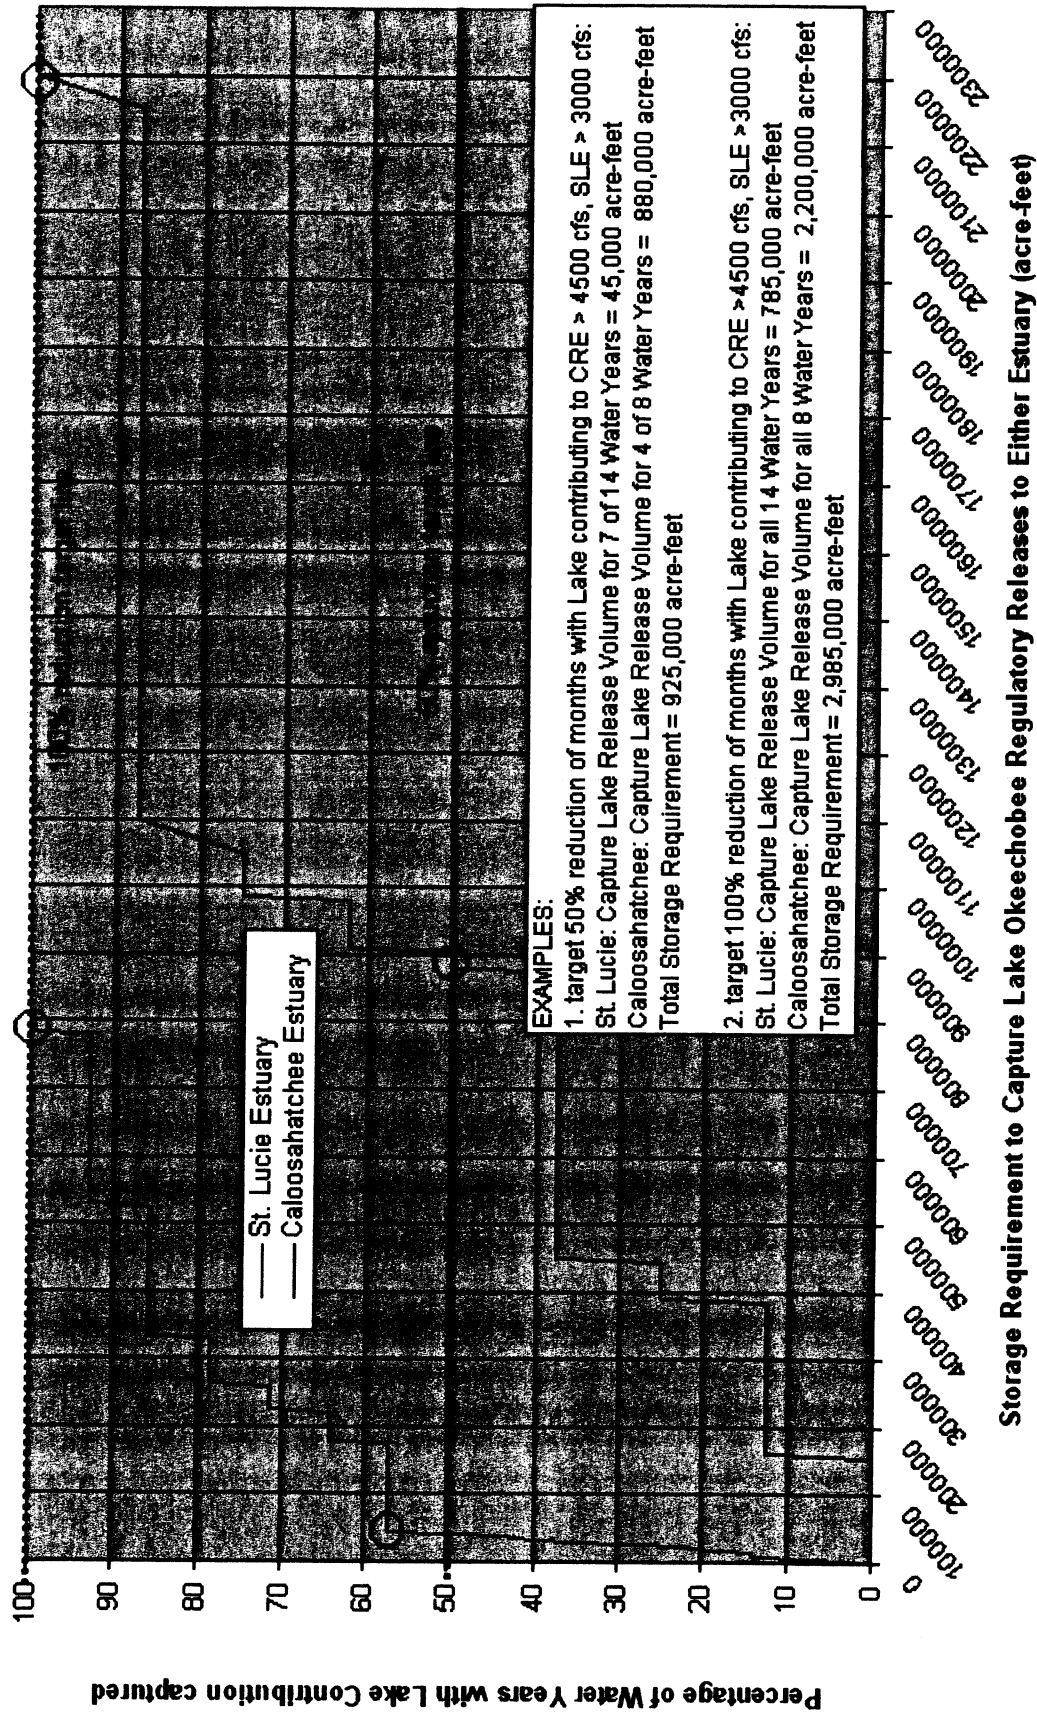 Percentage of Water Years with Lake Contribution captured
100
90
80
70
60
50
40
30
20
10
0
St. Lucie Estuary
Caloosahatchee Estuary
EXAMPLES:
1. target 50% reduction of months with Lake contributing to CRE > 4500 cfs, SLE > 3000 cfs:
St. Lucie: Capture Lake Release Volume for 7 of 14 Water Years = 45,000 acre-feet
Caloosahatchee: Capture Lake Release Volume for 4 of 8 Water Years = 880,000 acre-feet
Total Storage Requirement = 925,000 acre-feet
2. target 100% reduction of months with Lake contributing to CRE >4500 cfs, SLE >3000 cfs:
St. Lucie: Capture Lake Release Volume for all 14 Water Years = 785,000 acre-feet
Caloosahatchee: Capture Lake Release Volume for all 8 Water Years = 2,200,000 acre-feet
Total Storage Requirement = 2,985,000 acre-feet
0
100000
200000
300000
400000
500000
600000
700000
800000
900000
1000000
1100000
1200000
1300000
1400000
1500000
1600000
1700000
1800000
1900000
2000000
2100000
2200000
2300000
Storage Requirement to Capture Lake Okeechobee Regulatory Releases to Either Estuary (acre-feet)